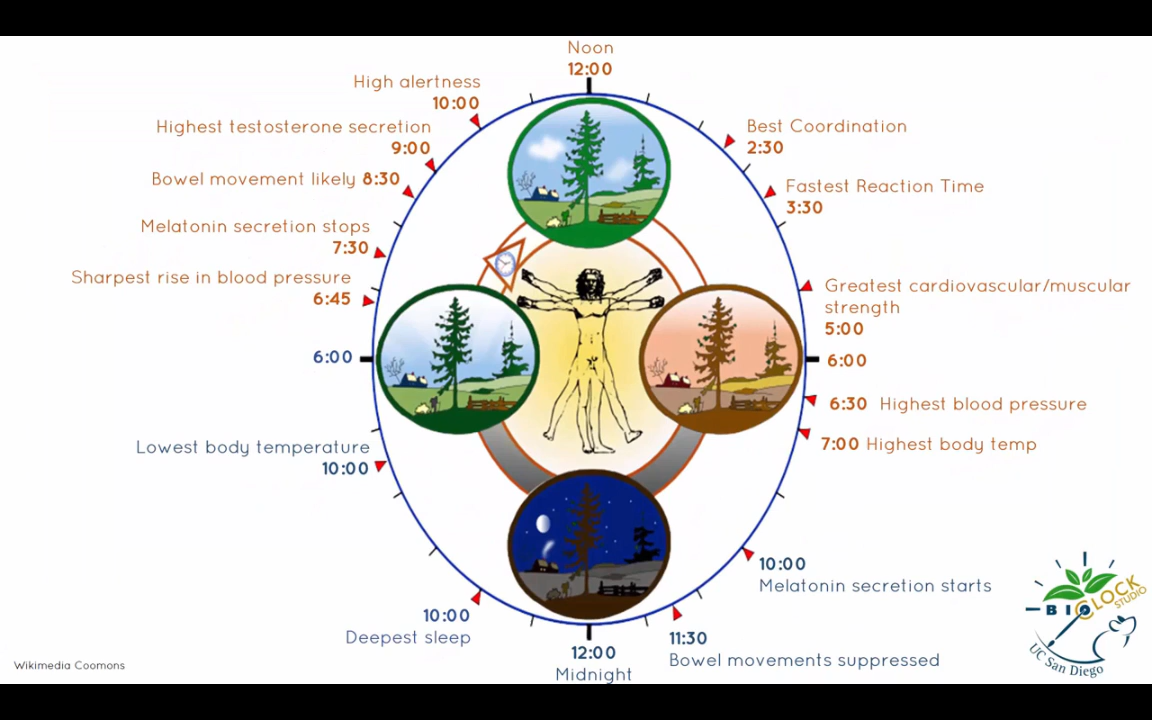 Noon
12:00
High alertness
10:00
Highest testosterone secretion
9:00
Bowel movement likely 8:30
Melatonin secretion stops
7:30
Sharpest rise in blood pressure
6:45
6:00
Lowest body temperature
10:00
10:00
Deepest sleep
12:00
Midnight
Best Coordination
2:30
Fastest Reaction Time
3:30
Greatest cardiovascular/muscular
strength
5:00
6:00
6:30 Highest blood pressure
7:00 Highest body temp
10:00
Melatonin secretion starts
11:30
Bowel movements suppressed
Wikimedia Coomons
BIOCLOCK
STUDIO
UC San Diego